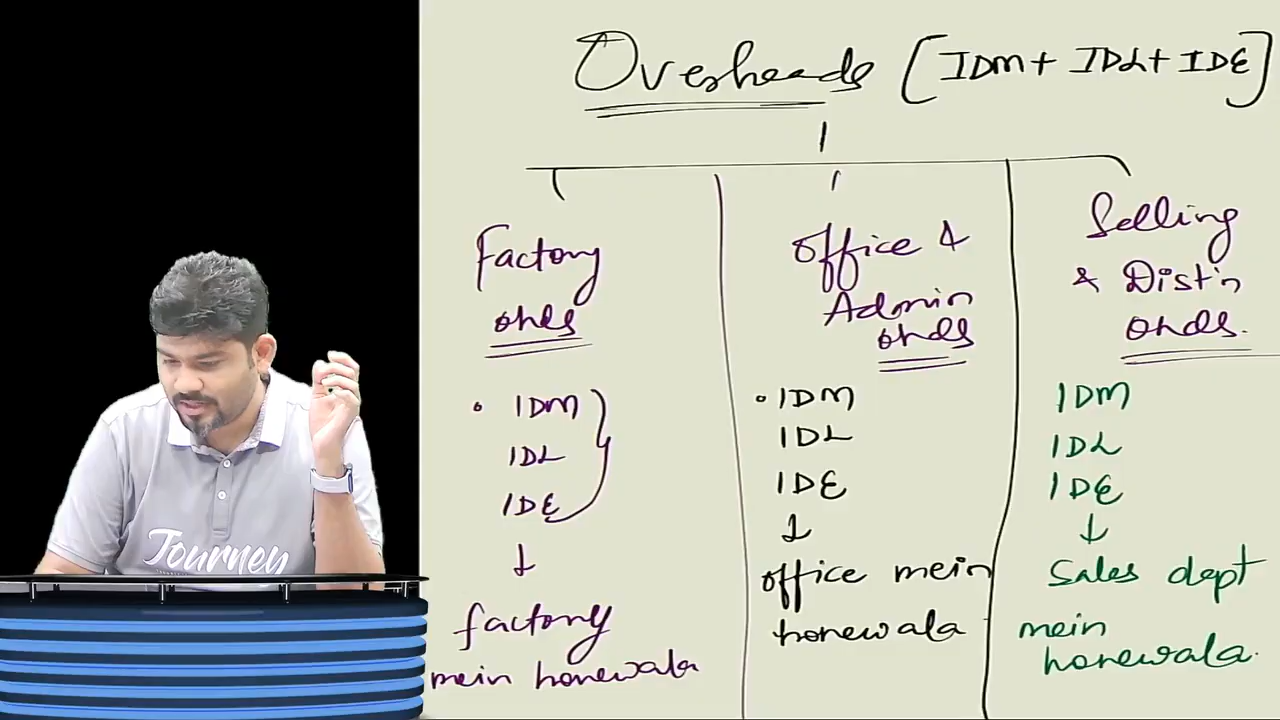 Overheads [IDM + IDL + IDE]
Factory
ohds
• IDM
IDL
IDE
↓
factory
mein honewala
Office &
Admin
ohds
• IDM
IDL
IDE
↓
office mein
honewala
Selling
& Dist'n
ohds.
IDM
IDL
IDE
↓
Sales dept
mein
honewala.
Journey